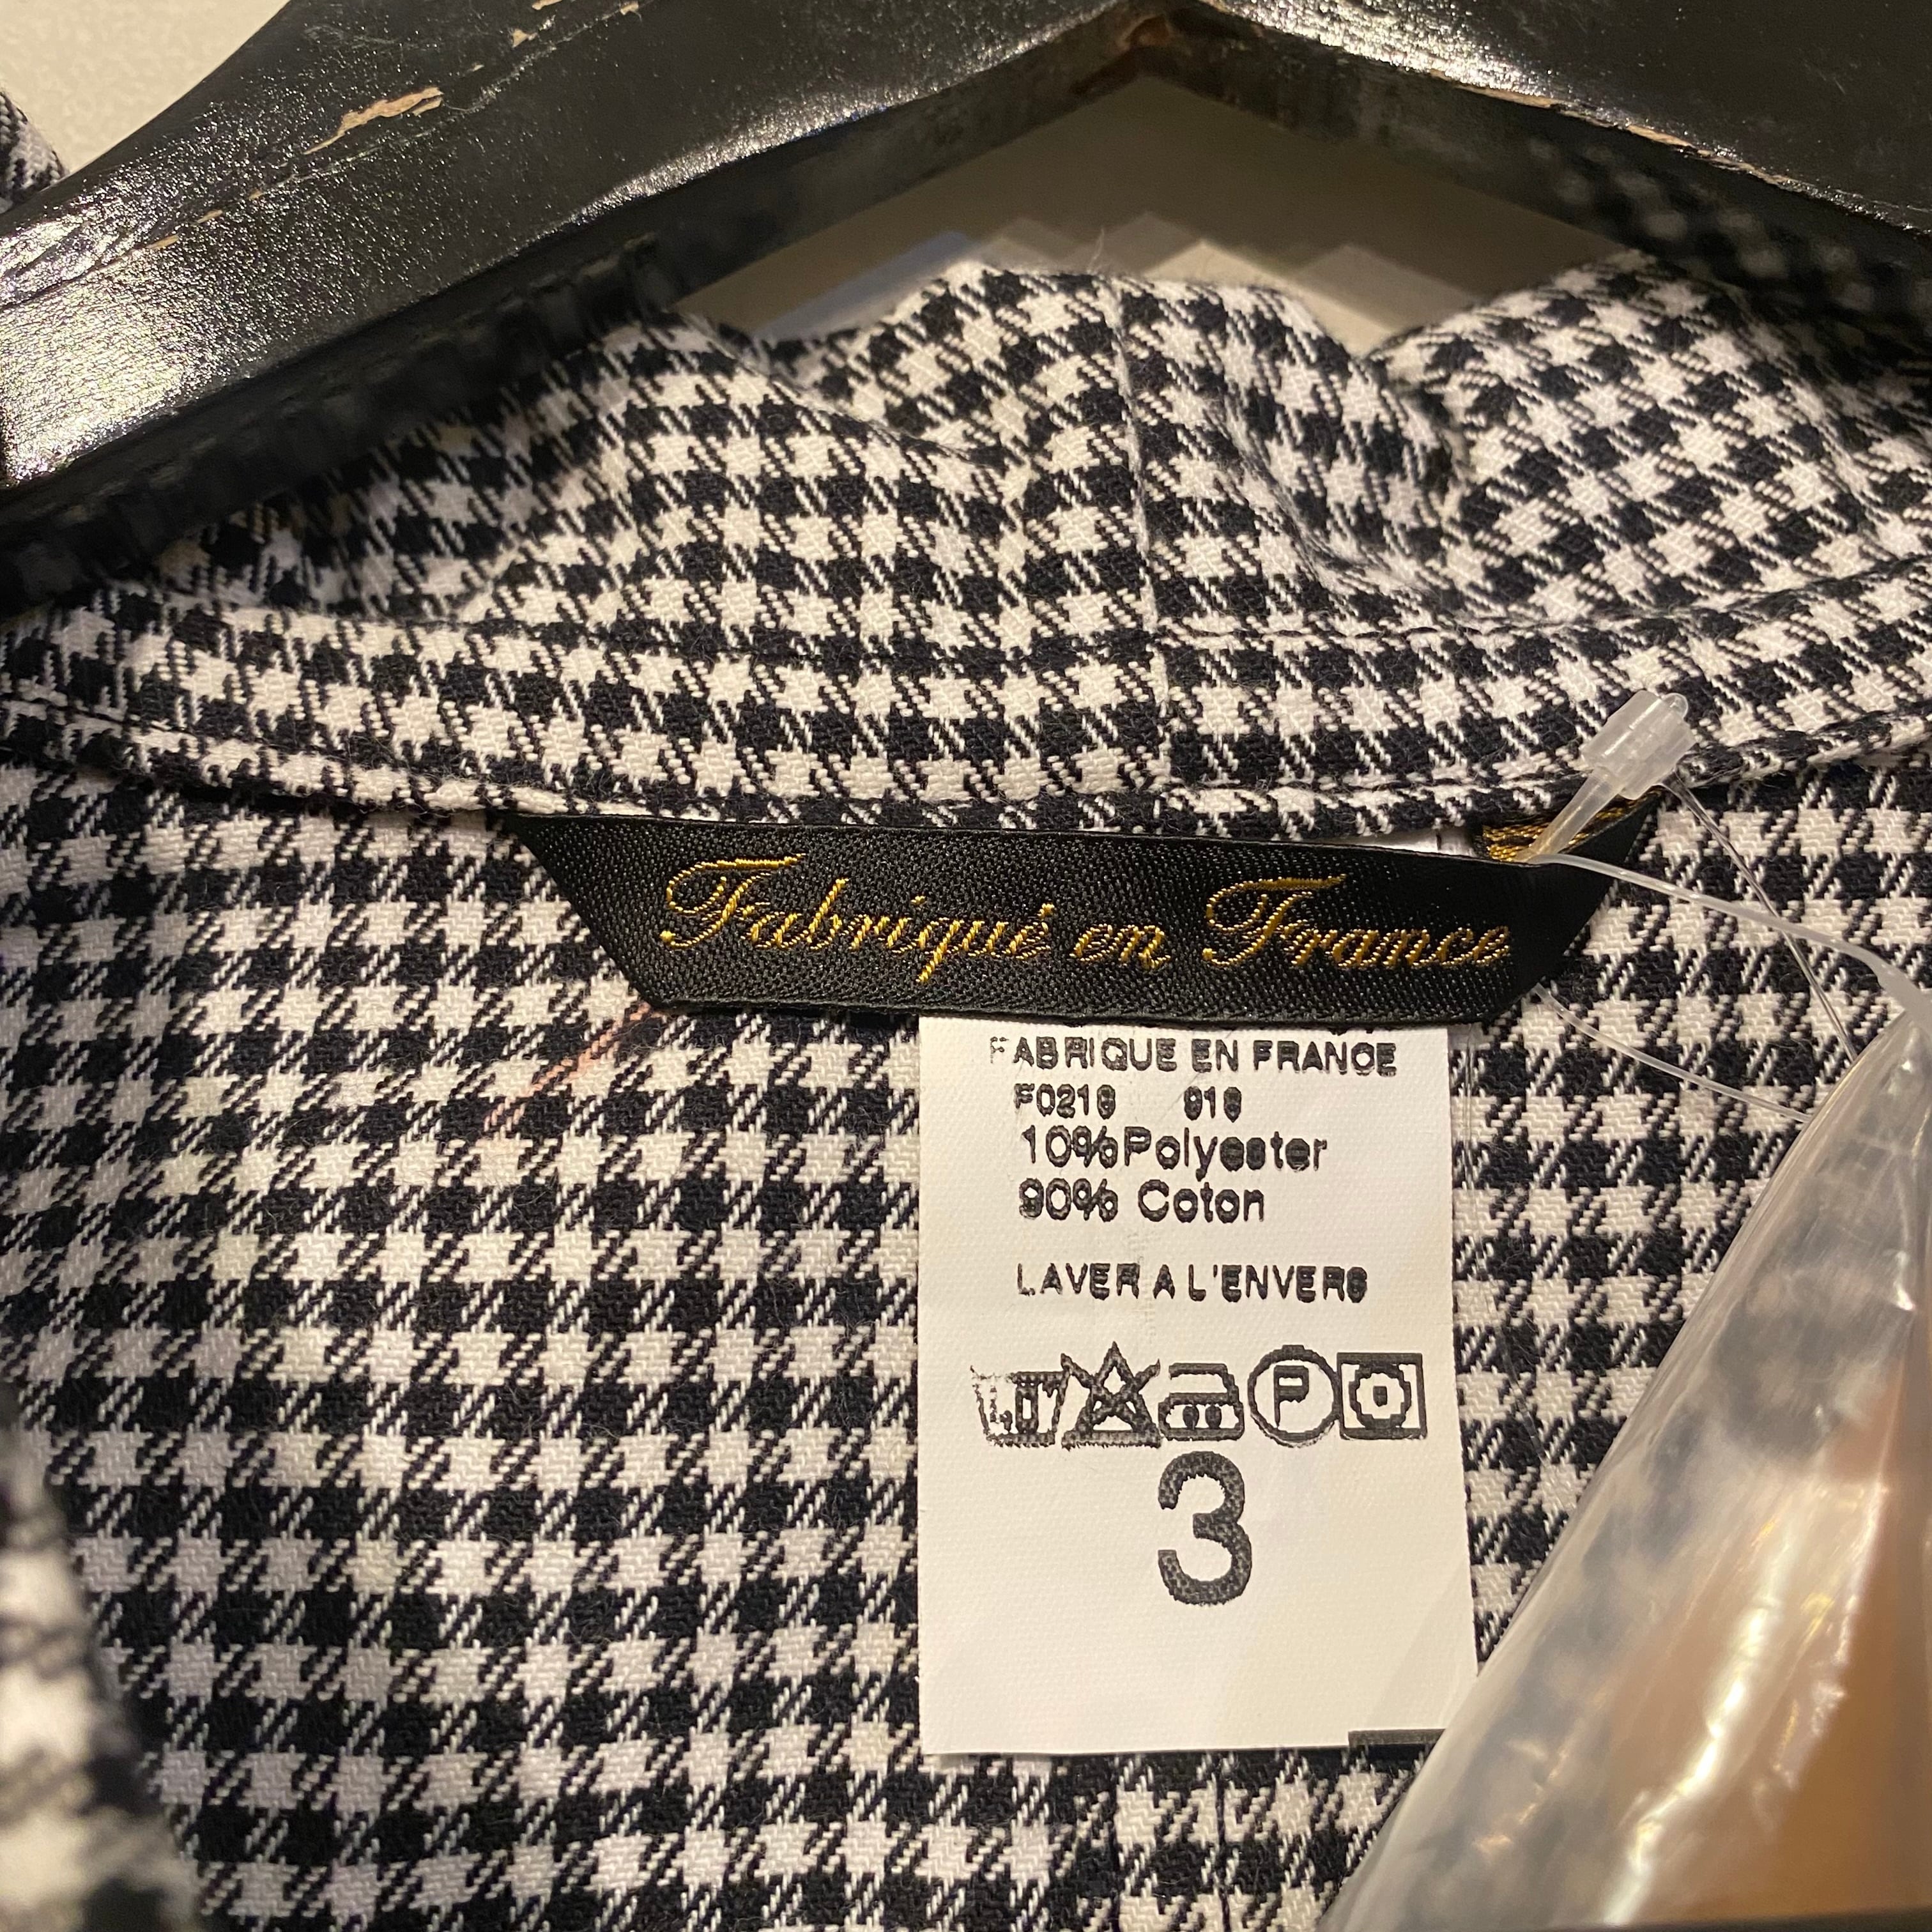 Fabriqué en France
FABRIQUE EN FRANCE
F0218 918
10%Polyester
90% Coton
LAVER A L'ENVERS
P
3